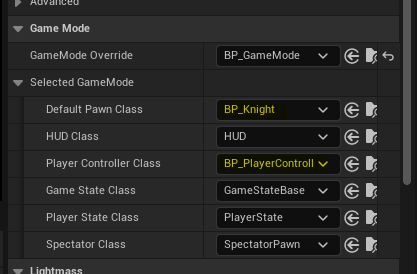 Advanced
Game Mode
GameMode Override BP_GameMode
Selected GameMode
Default Pawn Class BP_Knight
HUD Class HUD
Player Controller Class BP_PlayerControll
Game State Class GameStateBase
Player State Class PlayerState
Spectator Class SpectatorPawn
Lightmass